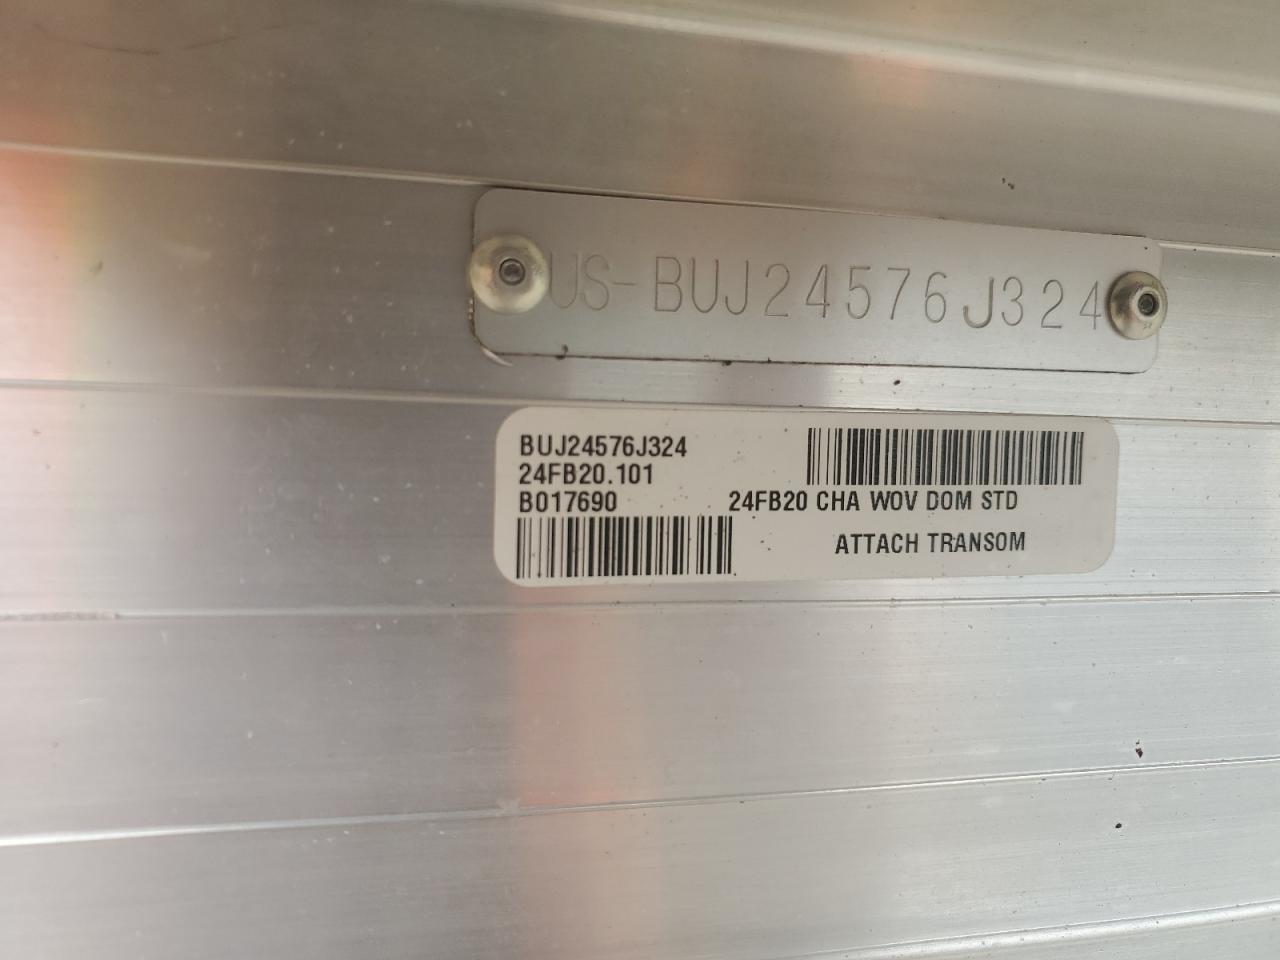 US-BUJ24576J324
BUJ24576J324
24FB20.101
B017690
24FB20 CHA WOV DOM STD
ATTACH TRANSOM